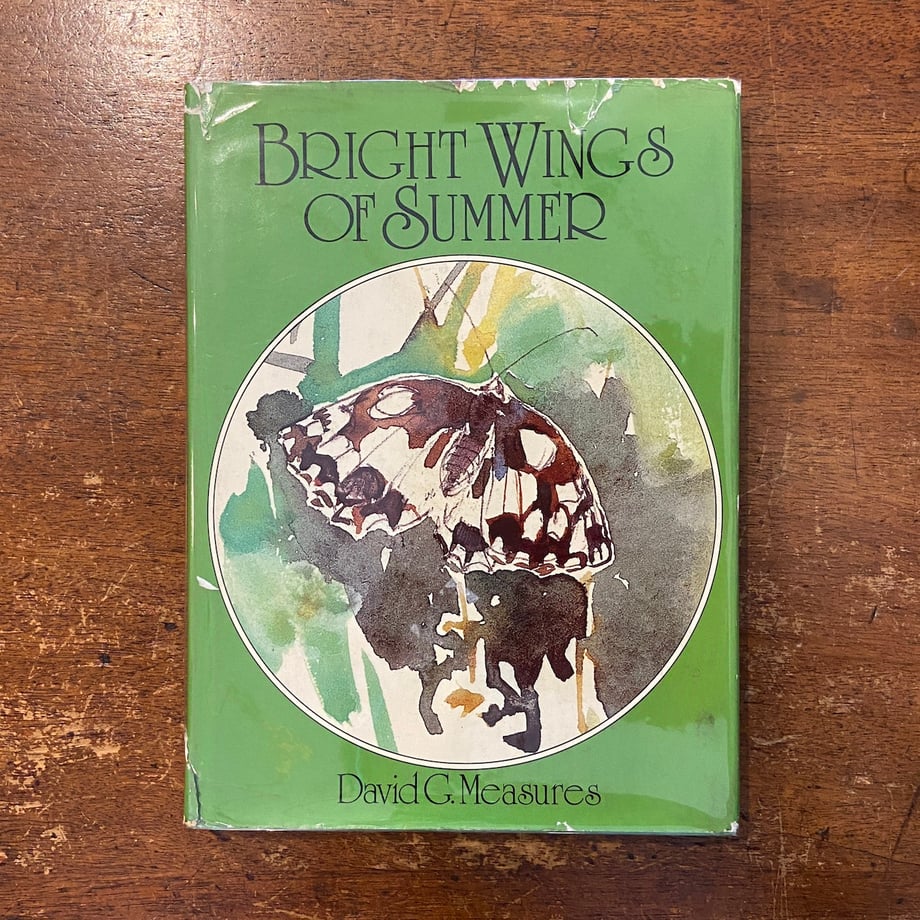 BRIGHT WINGS
OF SUMMER
David G. Measures